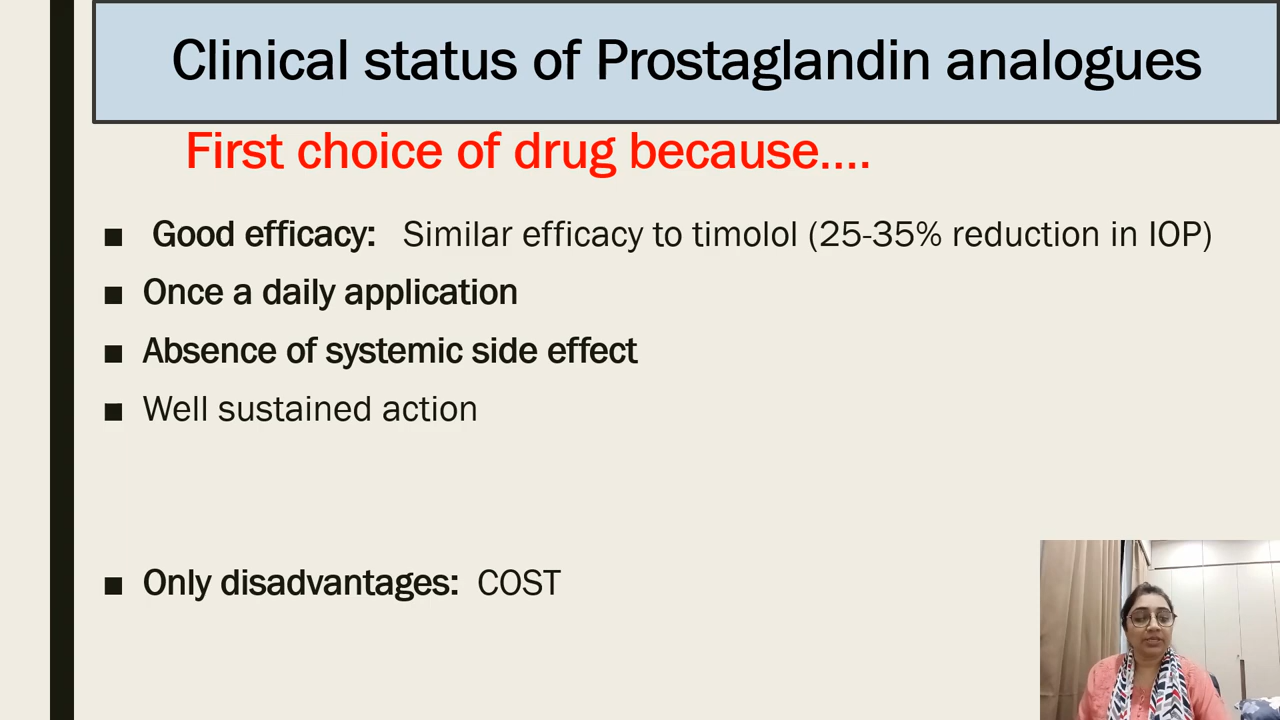 Clinical status of Prostaglandin analogues
First choice of drug because....
■ Good efficacy: Similar efficacy to timolol (25-35% reduction in IOP)
■ Once a daily application
■ Absence of systemic side effect
■ Well sustained action
■ Only disadvantages: COST